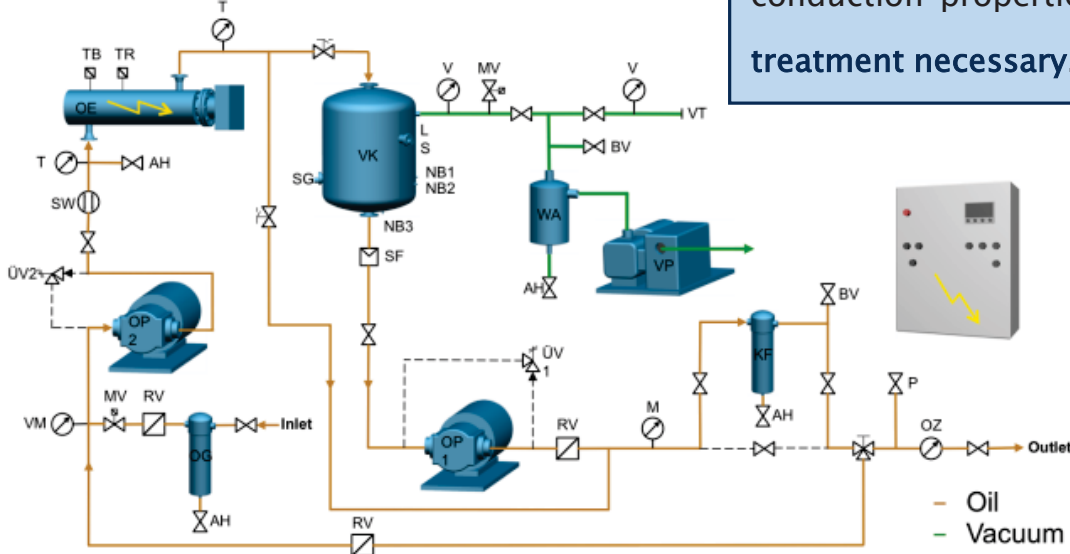 conduction properti
treatment necessary.
T
TB TR
OE
T AH
SW
ÜV2
OP
2
VM MV RV Inlet
OG
AH
RV
V MV V
VT
BV
L
S
VK
SG NB1
NB2
NB3
SF
WA
VP
AH
ÜV
1
OP
1
RV
M
BV
KF
AH
P
OZ
Outlet
Oil
Vacuum